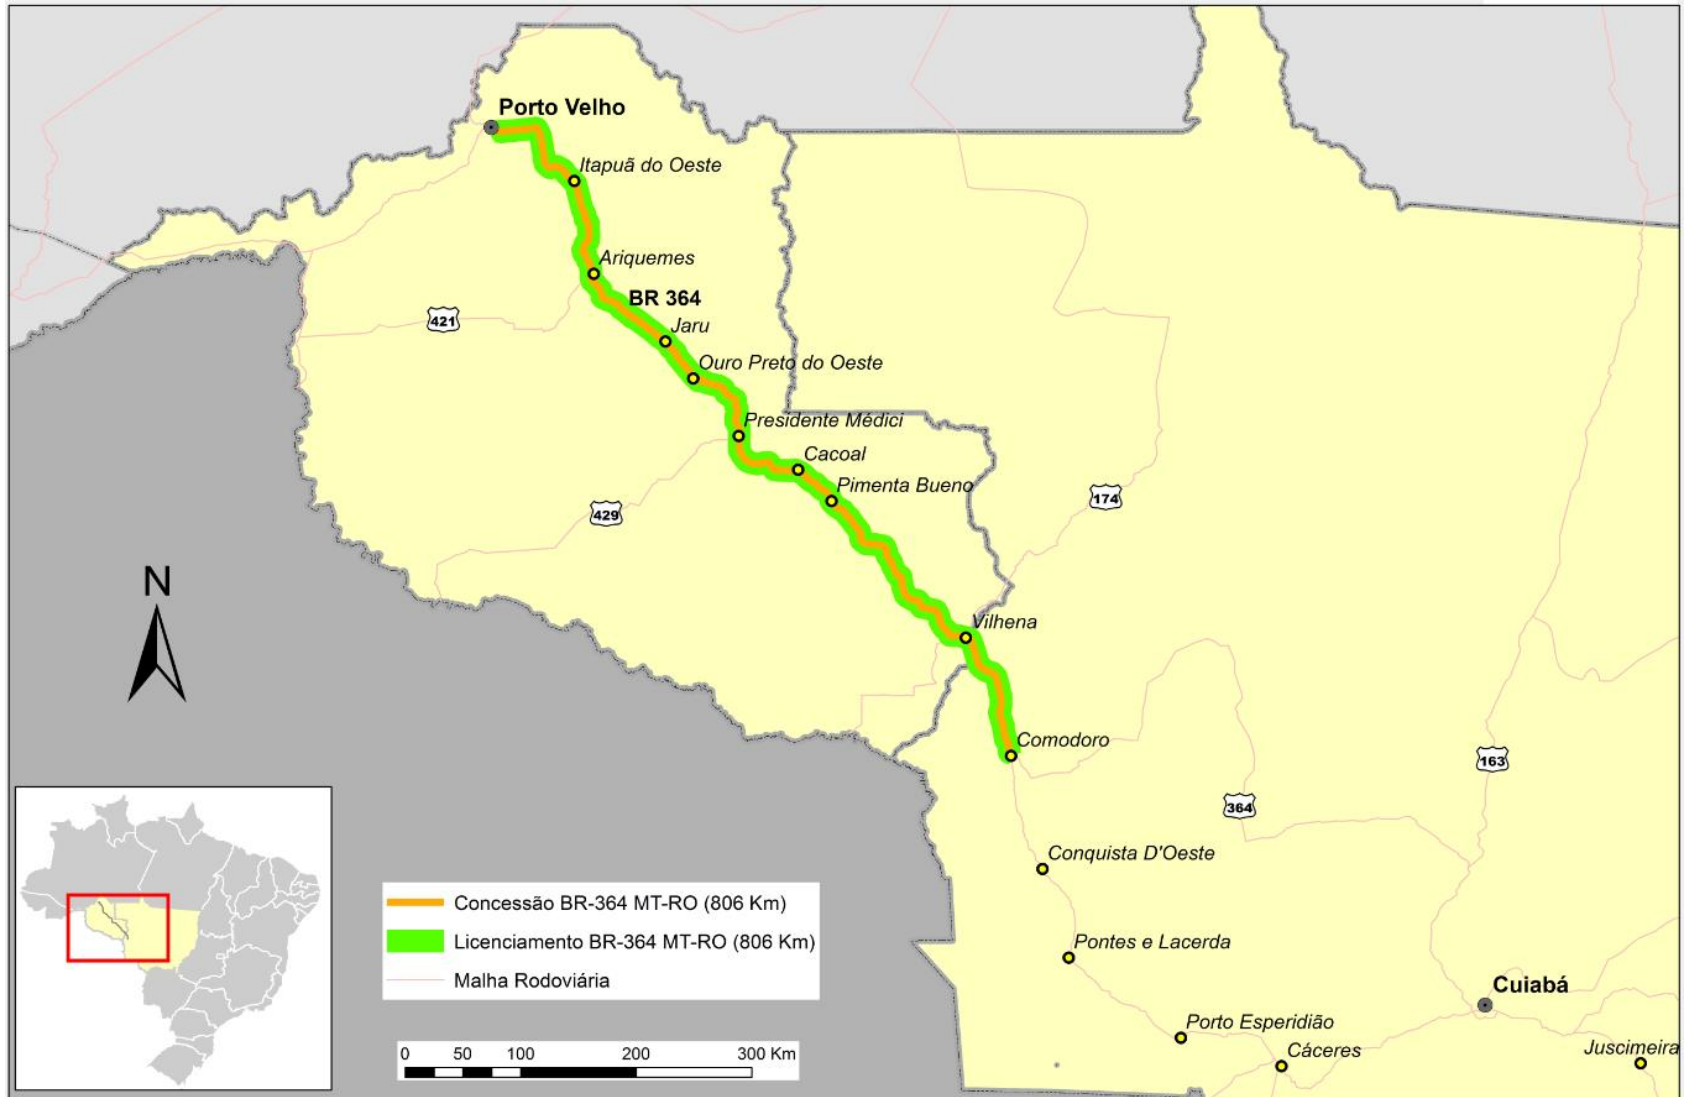 Porto Velho
Itapuã do Oeste
Ariquemes
BR 364
421
Jaru
Ouro Preto do Oeste
Presidente Médici
Cacoal
Pimenta Bueno
174
429
N
Vilhena
Comodoro
163
364
Conquista D'Oeste
Concessão BR-364 MT-RO (806 Km)
Licenciamento BR-364 MT-RO (806 Km)
Malha Rodoviária
Pontes e Lacerda
Cuiabá
Porto Esperidião
Cáceres
Juscimeira
0 50 100 200 300 Km